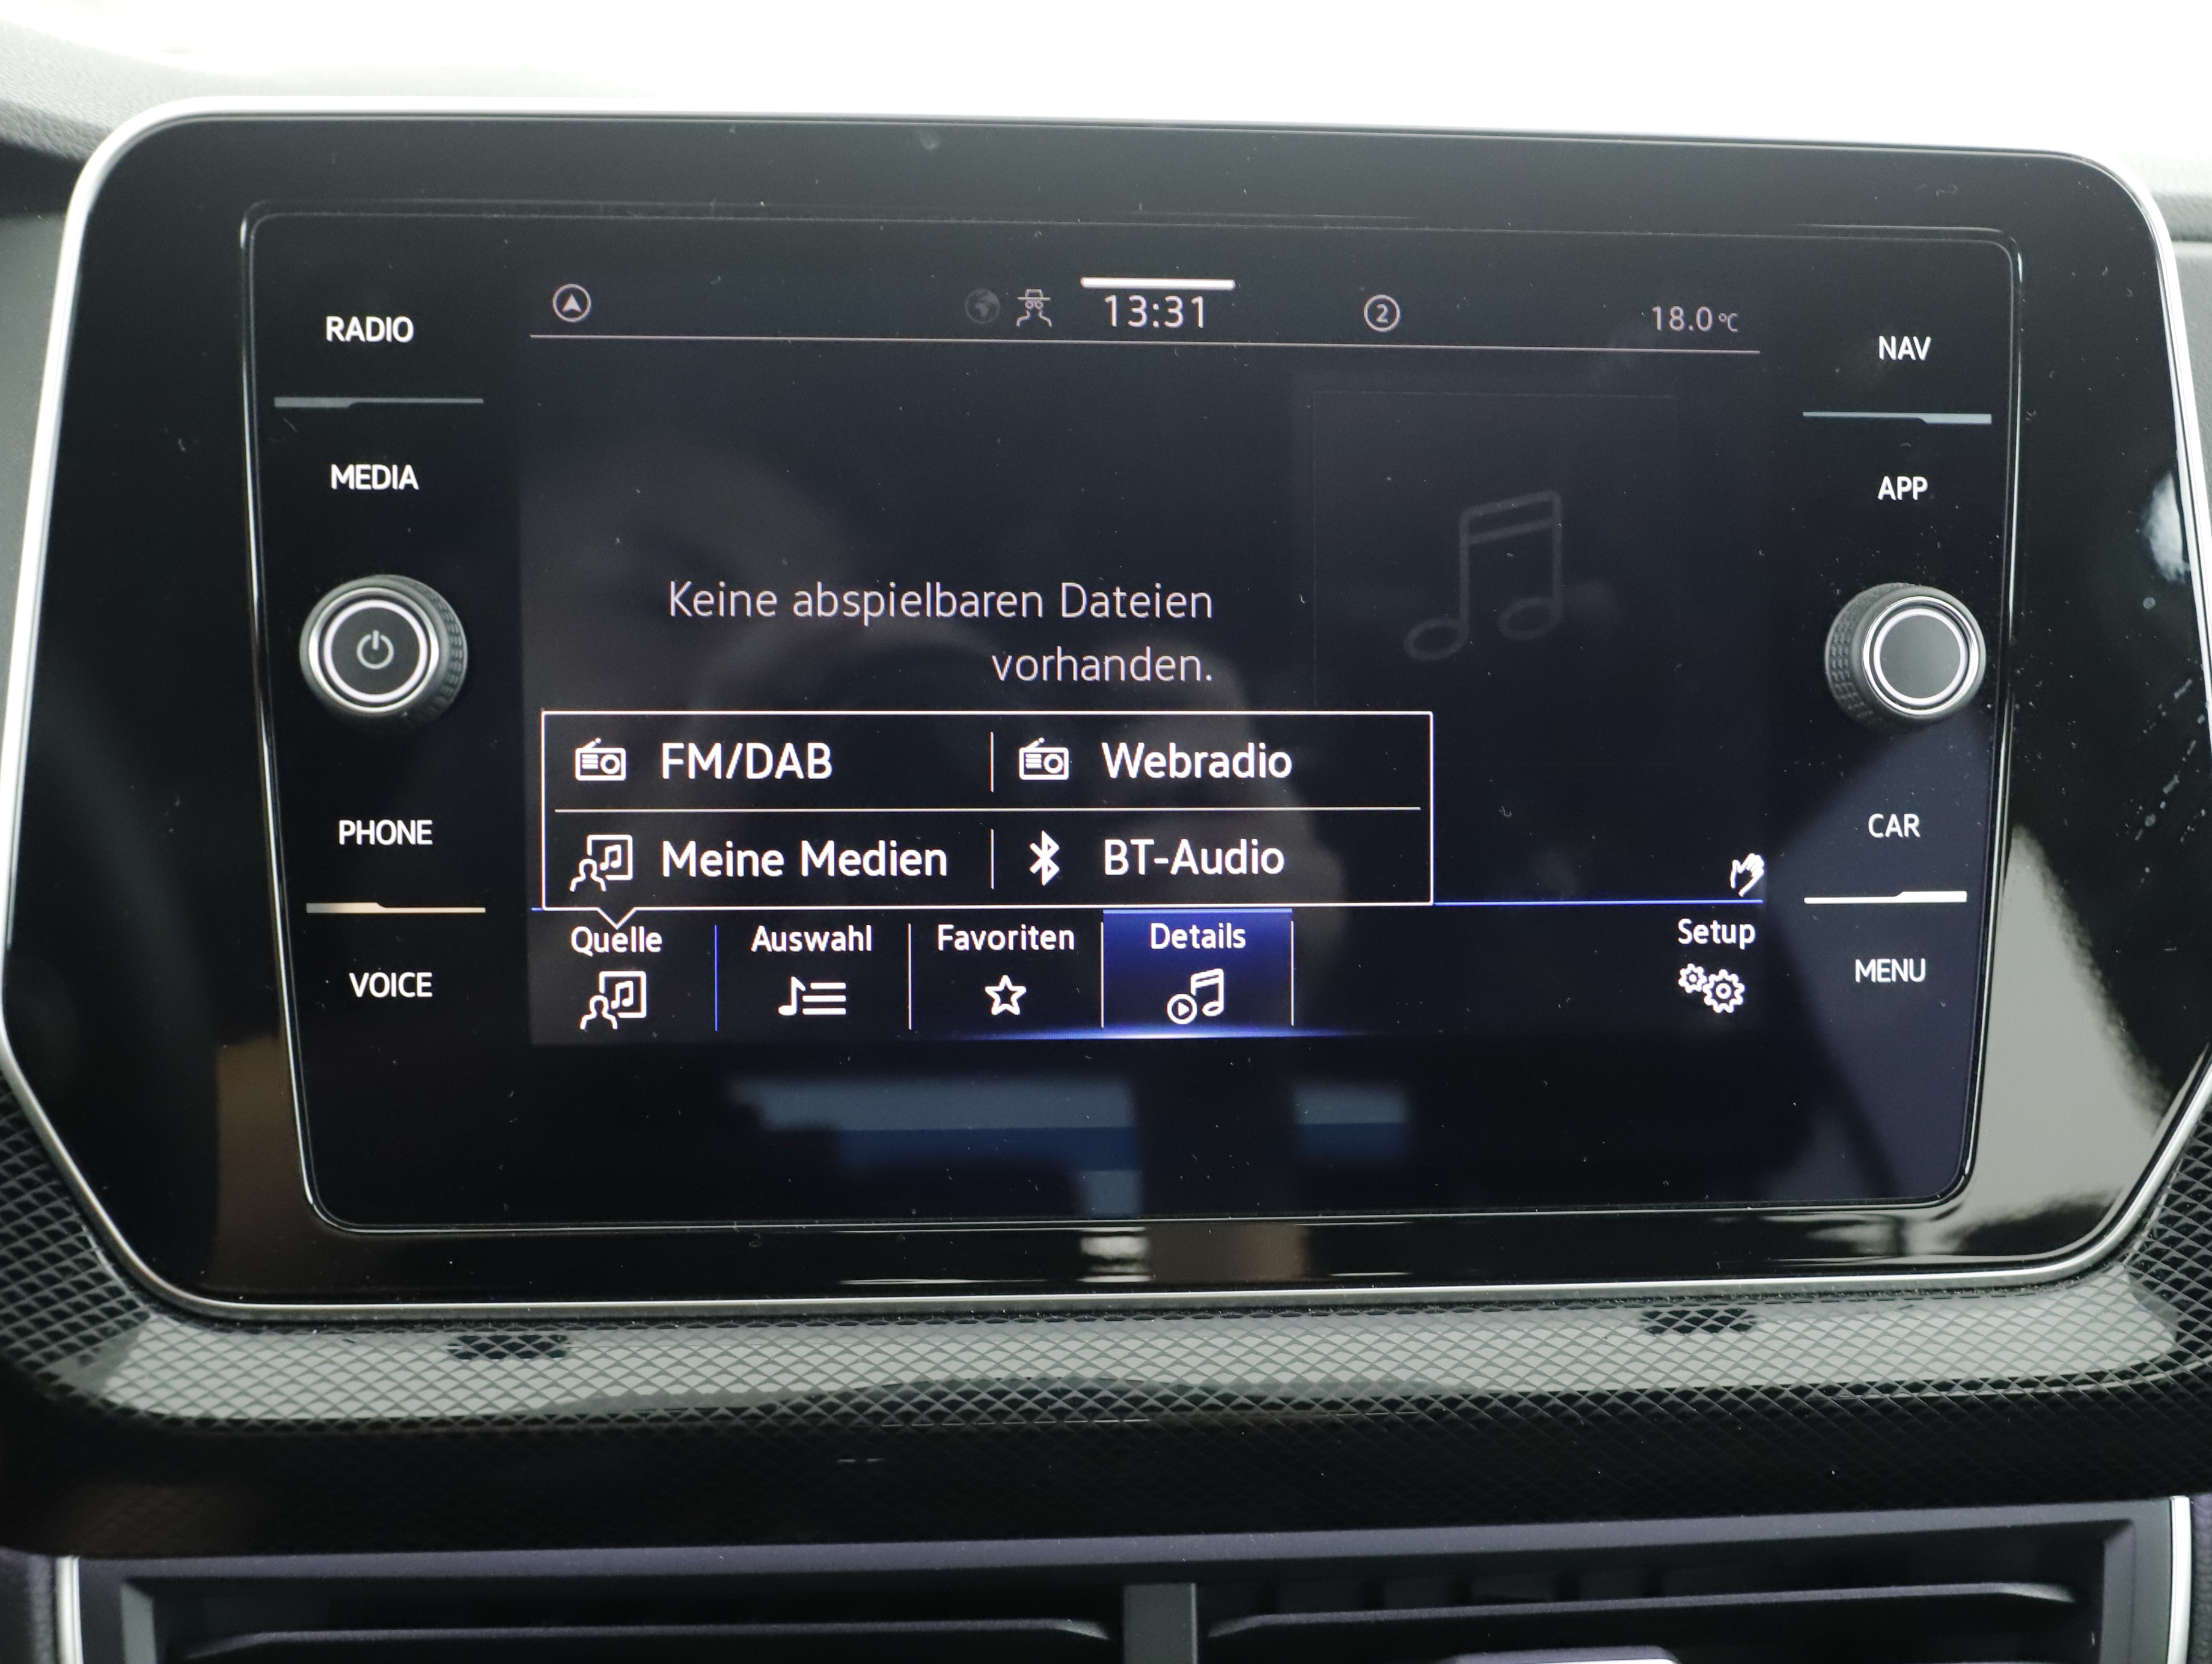 RADIO
MEDIA
PHONE
VOICE
13:31
2
18.0 °C
Keine abspielbaren Dateien
vorhanden.
FM/DAB
Webradio
Meine Medien
BT-Audio
Quelle
Auswahl
Favoriten
Details
Setup
NAV
APP
CAR
MENU